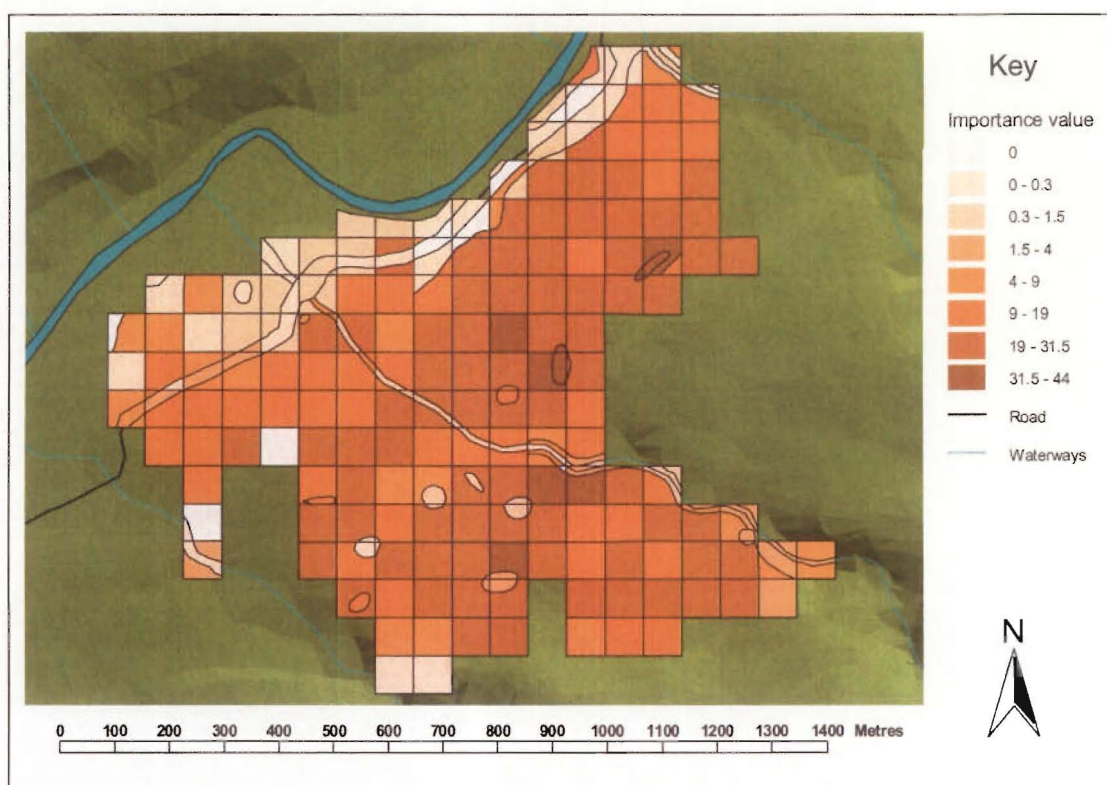 Key
Importance value
0
0 - 0.3
0.3 - 1.5
1.5 - 4
4 - 9
9 - 19
19 - 31.5
31.5 - 44
Road
Waterways
N
0 100 200 300 400 500 600 700 800 900 1000 1100 1200 1300 1400 Metres